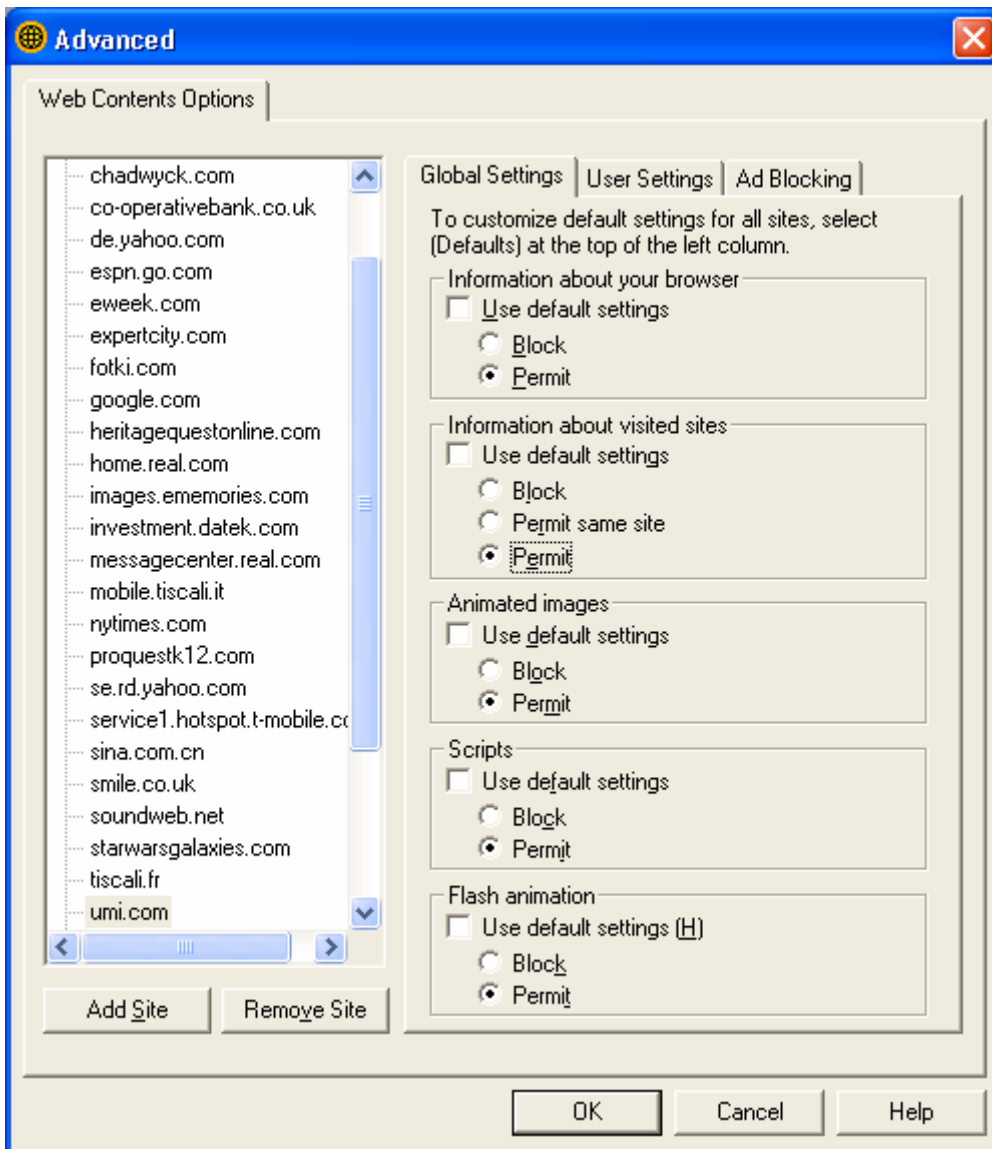 Advanced
Web Contents Options
chadwyck.com
co-operativebank.co.uk
de.yahoo.com
espn.go.com
eweek.com
expertcity.com
fotki.com
google.com
heritagequestonline.com
home.real.com
images.ememories.com
investment.datek.com
messagecenter.real.com
mobile.tiscali.it
nytimes.com
proquestk12.com
se.rd.yahoo.com
service1.hotspot.t-mobile.co
sina.com.cn
smile.co.uk
soundweb.net
starwarsgalaxies.com
tiscali.fr
umi.com
Add Site Remove Site
Global Settings User Settings Ad Blocking
To customize default settings for all sites, select
(Defaults) at the top of the left column.
Information about your browser
Use default settings
Block
Permit
Information about visited sites
Use default settings
Block
Permit same site
Permit
Animated images
Use default settings
Block
Permit
Scripts
Use default settings
Block
Permit
Flash animation
Use default settings (H)
Block
Permit
OK Cancel Help